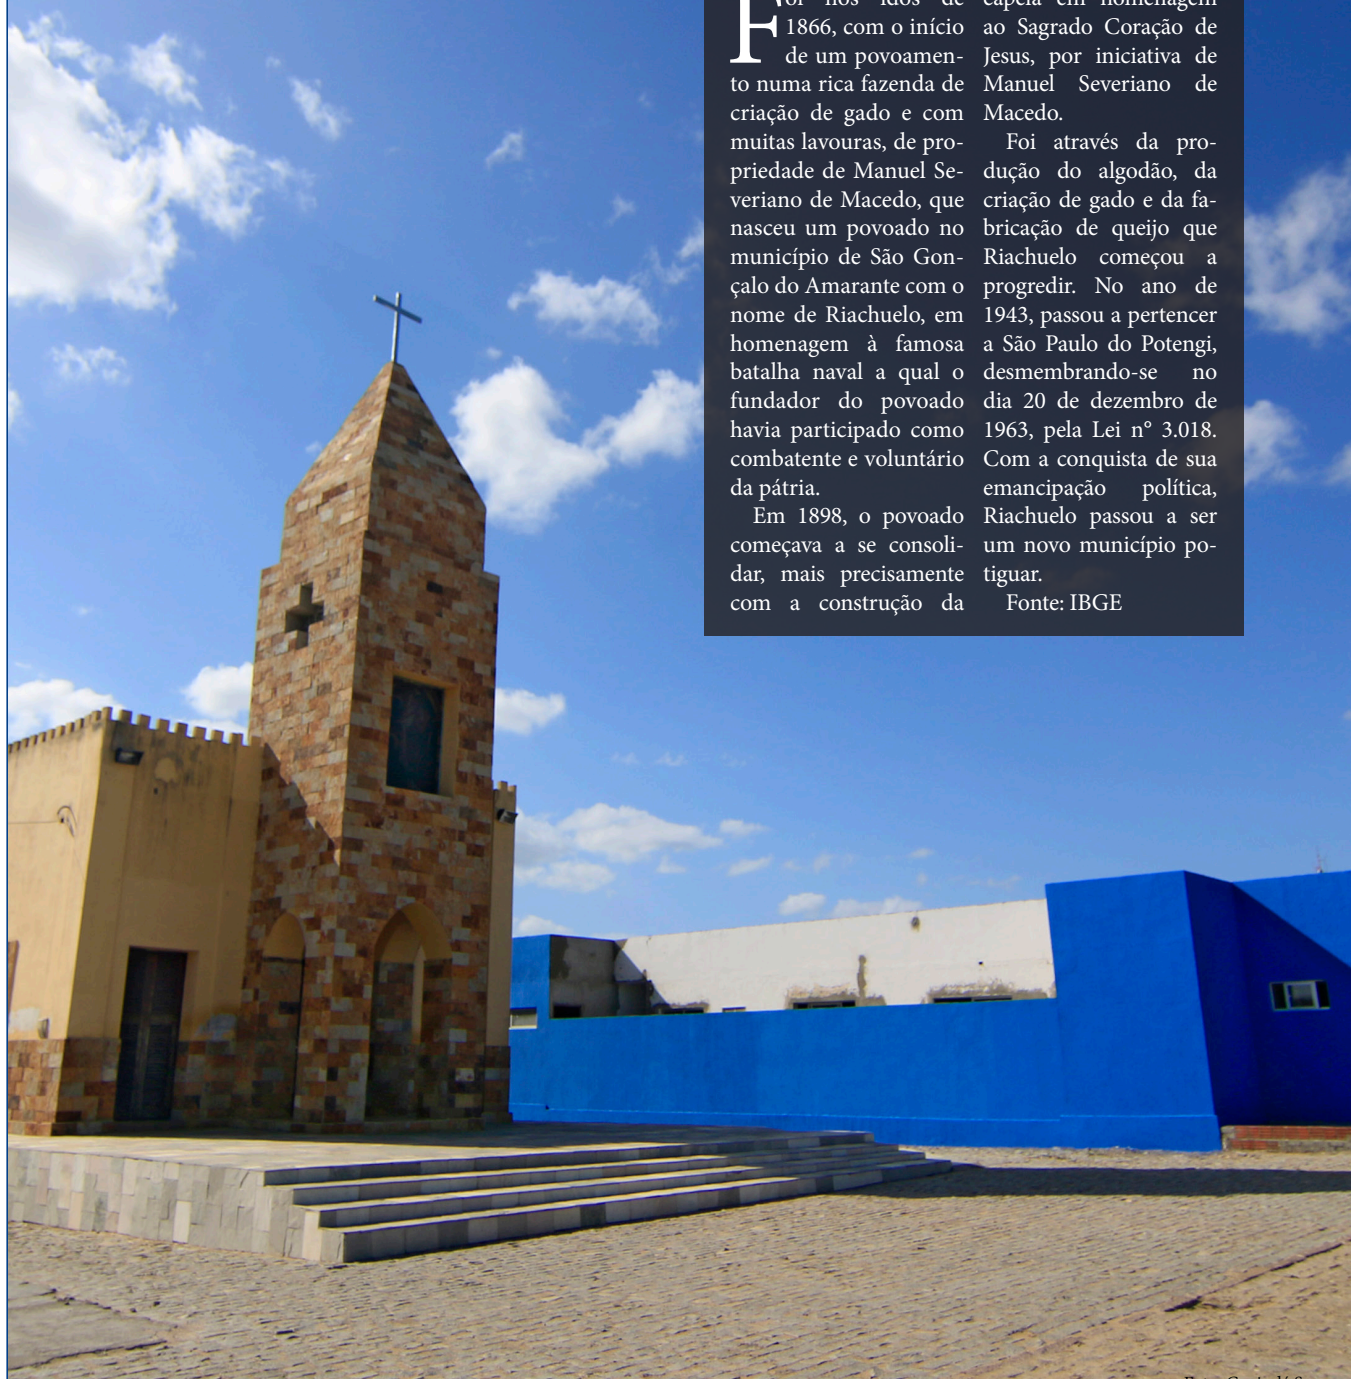 Foi nos idos de
1866, com o início
de um povoamen-
to numa rica fazenda de
criação de gado e com
muitas lavouras, de pro-
priedade de Manuel Se-
veriano de Macedo, que
nasceu um povoado no
município de São Gon-
çalo do Amarante com o
nome de Riachuelo, em
homenagem à famosa
batalha naval a qual o
fundador do povoado
havia participado como
combatente e voluntário
da pátria.
Em 1898, o povoado
começava a se consoli-
dar, mais precisamente
com a construção da
capela em homenagem
ao Sagrado Coração de
Jesus, por iniciativa de
Manuel Severiano de
Macedo.
Foi através da pro-
dução do algodão, da
criação de gado e da fa-
bricação de queijo que
Riachuelo começou a
progredir. No ano de
1943, passou a pertencer
a São Paulo do Potengi,
desmembrando-se no
dia 20 de dezembro de
1963, pela Lei n° 3.018.
Com a conquista de sua
emancipação política,
Riachuelo passou a ser
um novo município po-
tiguar.
Fonte: IBGE